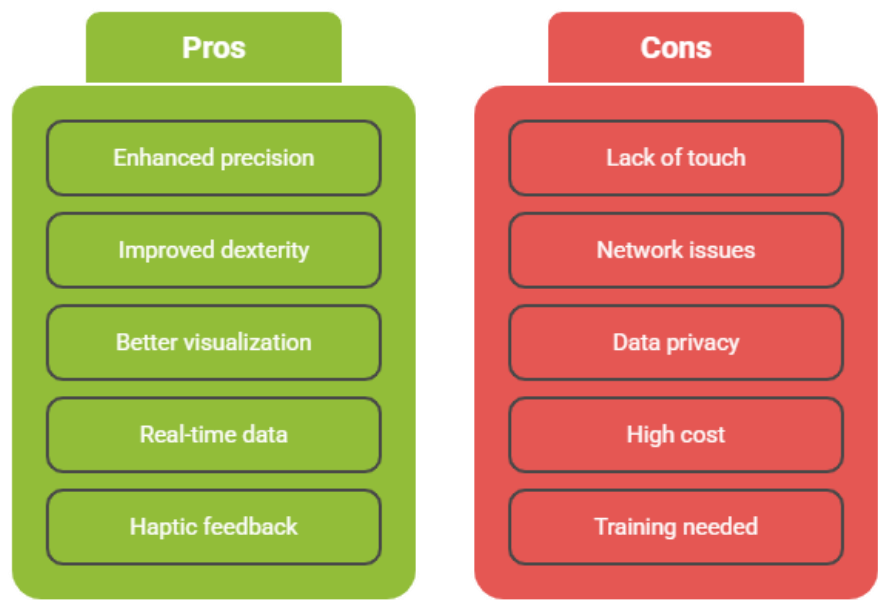 Pros
Enhanced precision
Improved dexterity
Better visualization
Real-time data
Haptic feedback
Cons
Lack of touch
Network issues
Data privacy
High cost
Training needed